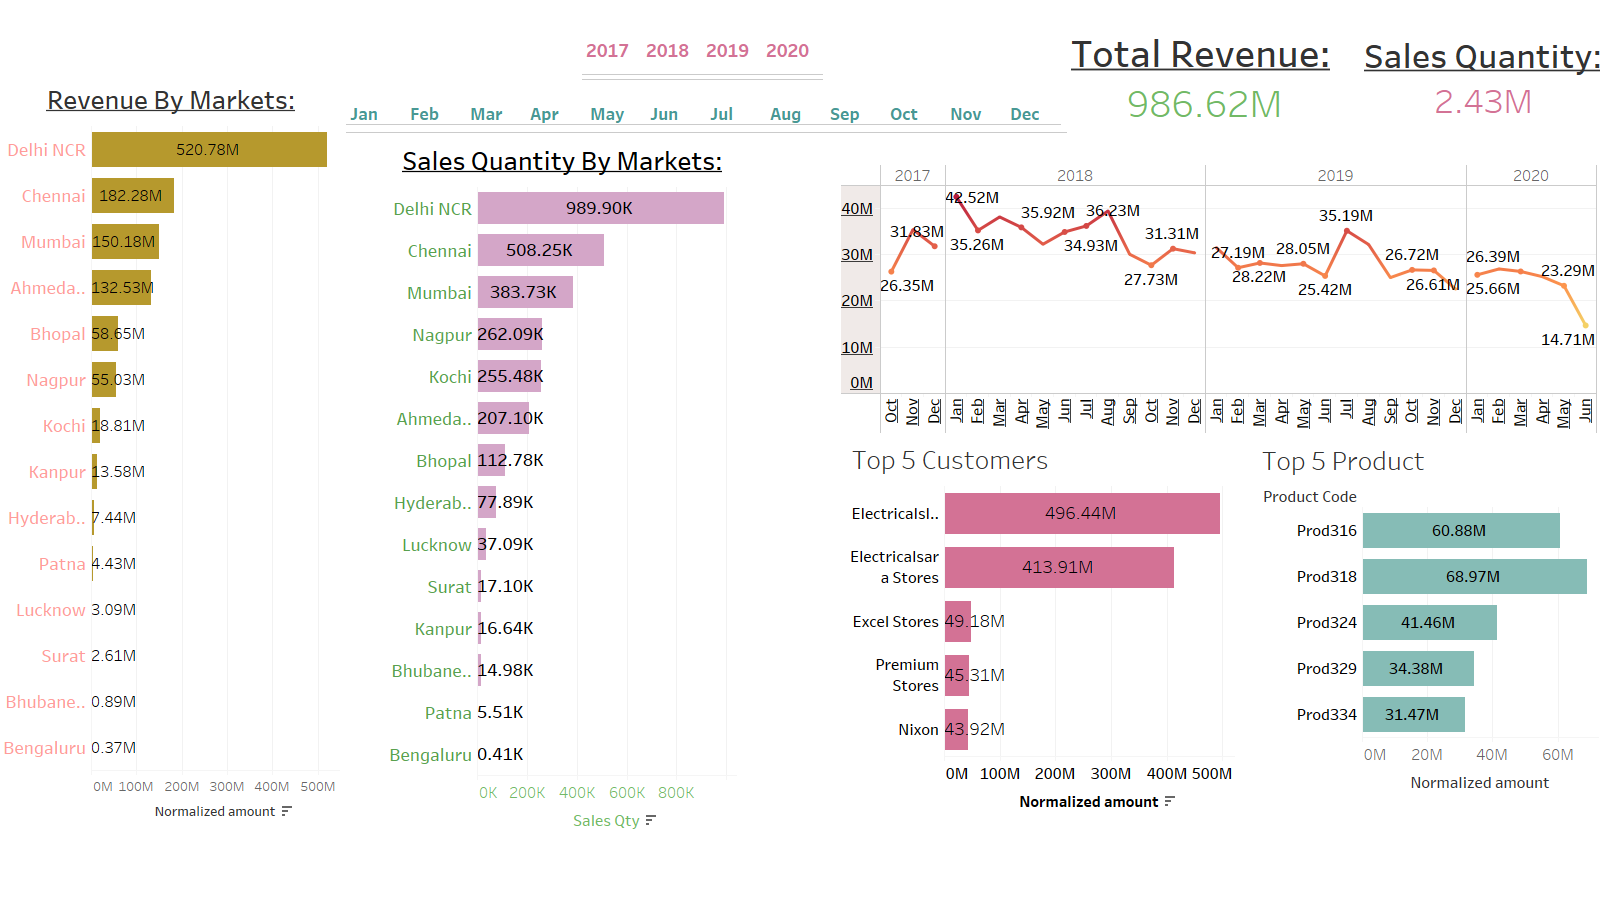 2017 2018 2019 2020
Jan Feb Mar Apr May Jun Jul Aug Sep Oct Nov Dec
Total Revenue:
986.62M
Sales Quantity:
2.43M
Revenue By Markets:
Delhi NCR 520.78M
Chennai 182.28M
Mumbai 150.18M
Ahmeda.. 132.53M
Bhopal 58.65M
Nagpur 55.03M
Kochi 18.81M
Kanpur 13.58M
Hyderab.. 7.44M
Patna 4.43M
Lucknow 3.09M
Surat 2.61M
Bhubane.. 0.89M
Bengaluru 0.37M
0M 100M 200M 300M 400M 500M
Normalized amount
Sales Quantity By Markets:
Delhi NCR 989.90K
Chennai 508.25K
Mumbai 383.73K
Nagpur 262.09K
Kochi 255.48K
Ahmeda.. 207.10K
Bhopal 112.78K
Hyderab.. 77.89K
Lucknow 37.09K
Surat 17.10K
Kanpur 16.64K
Bhubane.. 14.98K
Patna 5.51K
Bengaluru 0.41K
0K 200K 400K 600K 800K
Sales Qty
2017 2018 2019 2020
40M
30M
20M
10M
0M
26.35M
31.83M
42.52M
35.26M
35.92M
34.93M
36.23M
27.73M
31.31M
27.19M
28.22M
28.05M
25.42M
35.19M
26.72M
26.61M
26.39M
25.66M
23.29M
14.71M
Oct Nov Dec Jan Feb Mar Apr May Jun Jul Aug Sep Oct Nov Dec Jan Feb Mar Apr May Jun Jul Aug Sep Oct Nov Dec Jan Feb Mar Apr May Jun
Top 5 Customers
Electricalsl.. 496.44M
Electricalsar
a Stores 413.91M
Excel Stores 49.18M
Premium
Stores 45.31M
Nixon 43.92M
0M 100M 200M 300M 400M 500M
Normalized amount
Top 5 Product
Product Code
Prod316 60.88M
Prod318 68.97M
Prod324 41.46M
Prod329 34.38M
Prod334 31.47M
0M 20M 40M 60M
Normalized amount